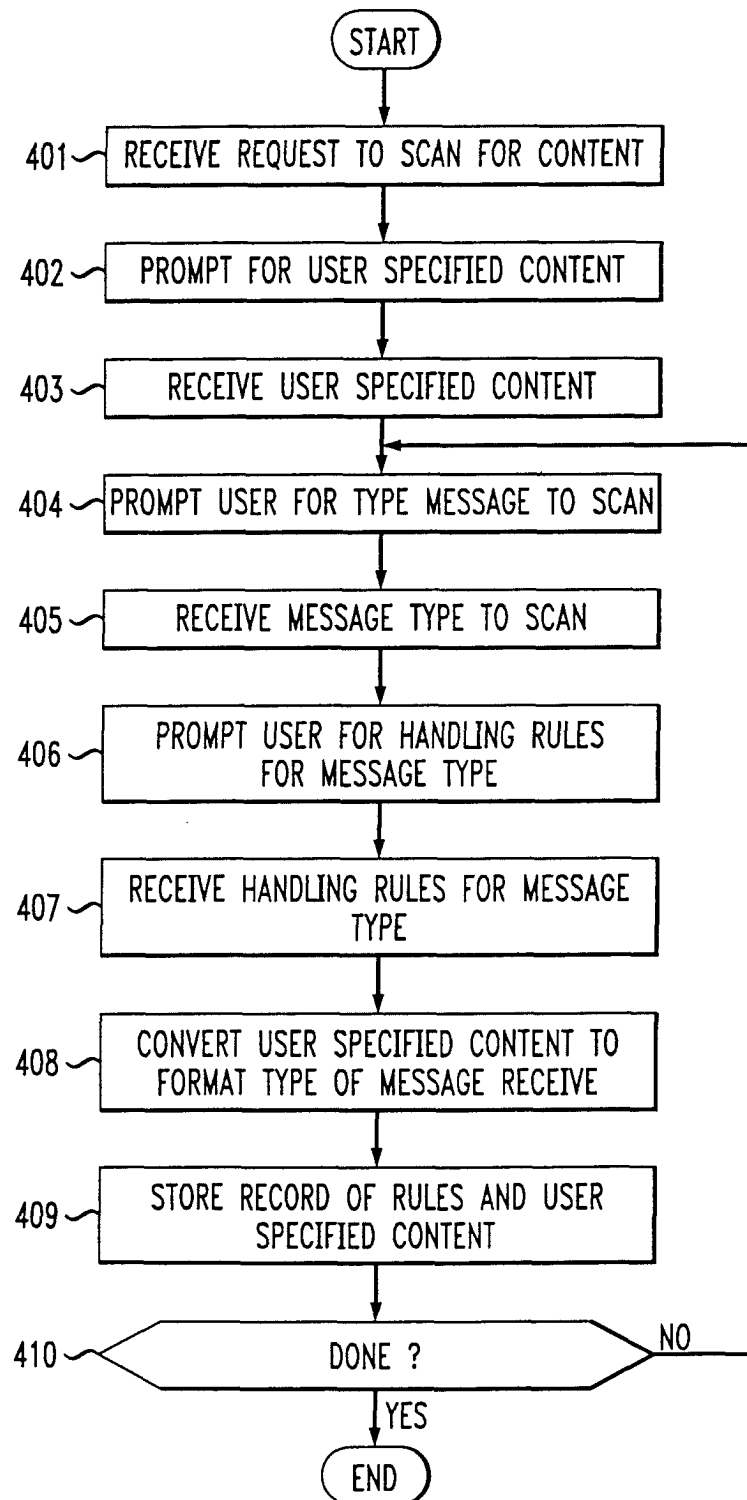 START
401 RECEIVE REQUEST TO SCAN FOR CONTENT
402 PROMPT FOR USER SPECIFIED CONTENT
403 RECEIVE USER SPECIFIED CONTENT
404 PROMPT USER FOR TYPE MESSAGE TO SCAN
405 RECEIVE MESSAGE TYPE TO SCAN
406 PROMPT USER FOR HANDLING RULES
FOR MESSAGE TYPE
407 RECEIVE HANDLING RULES FOR MESSAGE
TYPE
408 CONVERT USER SPECIFIED CONTENT TO
FORMAT TYPE OF MESSAGE RECEIVE
409 STORE RECORD OF RULES AND USER
SPECIFIED CONTENT
410 DONE ? NO
YES
END